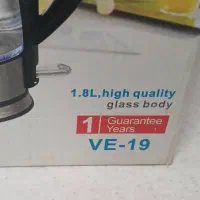 1.8L,high quality
glass body
1 Guarantee
Years
VE-19